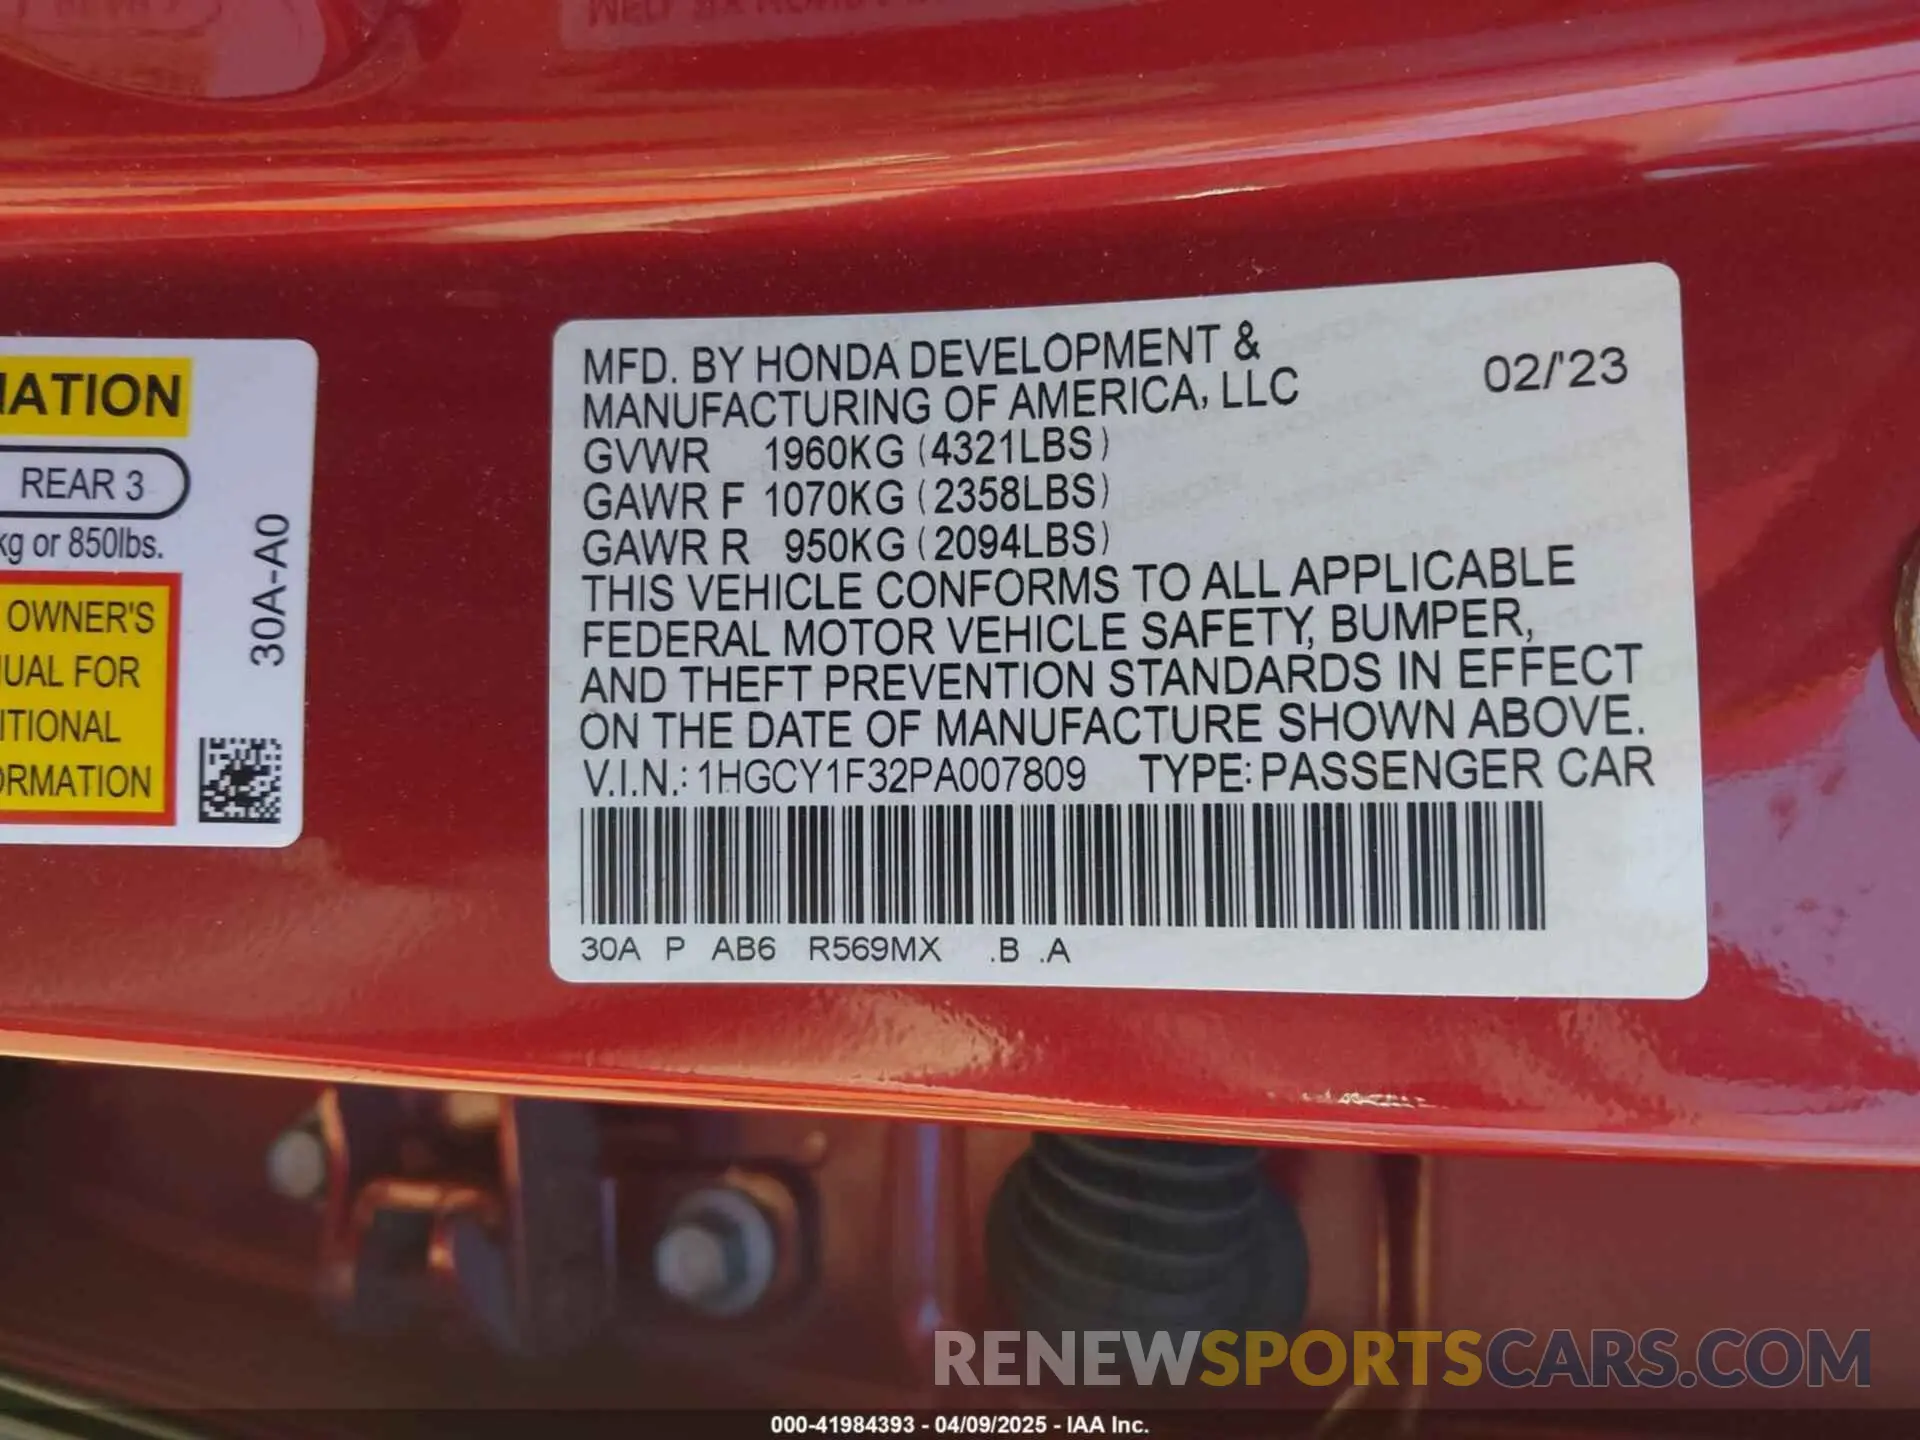 MFD. BY HONDA DEVELOPMENT &
MANUFACTURING OF AMERICA, LLC
02/'23
GVWR 1960KG (4321LBS)
GAWR F 1070KG (2358LBS)
GAWR R 950KG (2094LBS)
THIS VEHICLE CONFORMS TO ALL APPLICABLE
FEDERAL MOTOR VEHICLE SAFETY, BUMPER,
AND THEFT PREVENTION STANDARDS IN EFFECT
ON THE DATE OF MANUFACTURE SHOWN ABOVE.
V.I.N.: 1HGCY1F32PA007809 TYPE: PASSENGER CAR
30A P AB6 R569MX .B .A
MATION
REAR 3
kg or 850lbs.
OWNER'S
UAL FOR
ITIONAL
ORMATION
30A-A0
RENEWSPORTSCARS.COM
000-41984393 - 04/09/2025 - IAA Inc.